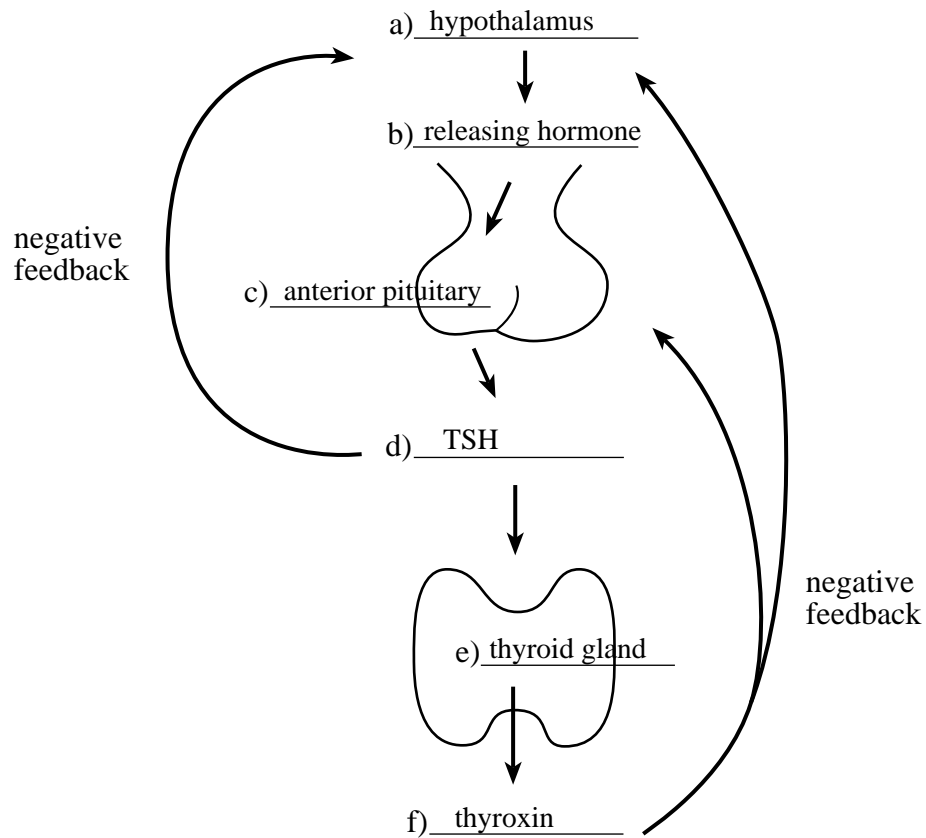 a) hypothalamus
b) releasing hormone
negative
feedback
c) anterior pituitary
d) TSH
e) thyroid gland
negative
feedback
f) thyroxin